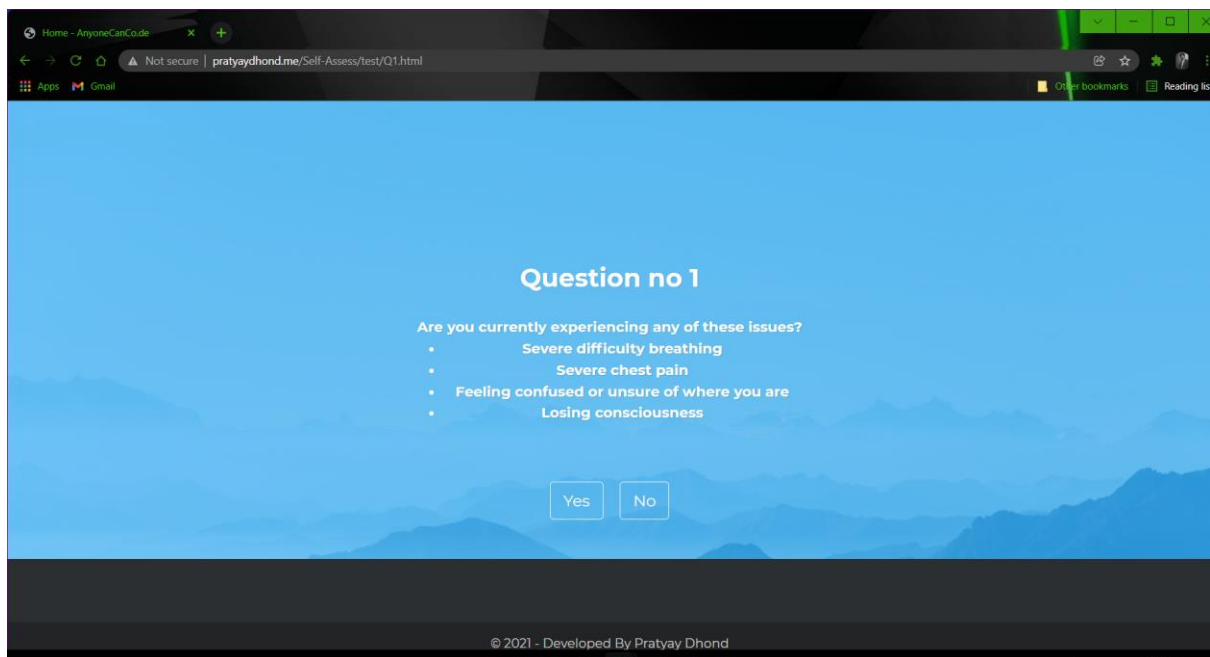 Home - AnyoneCanCo.de
Not secure | pratyaydhond.me/Self-Assess/test/Q1.html
Apps Gmail Other bookmarks Reading lis
Question no 1
Are you currently experiencing any of these issues?
• Severe difficulty breathing
• Severe chest pain
• Feeling confused or unsure of where you are
• Losing consciousness
Yes No
© 2021 - Developed By Pratyay Dhond